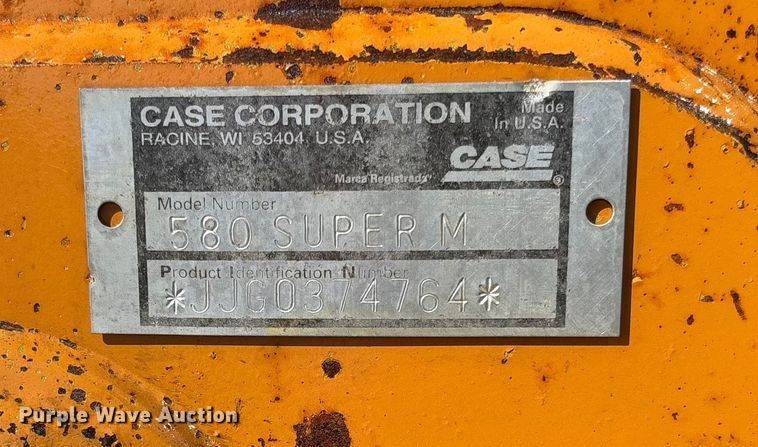 CASE CORPORATION
RACINE, WI 53404 U.S.A.
Made
In U.S.A.
CASE
®
Marca Registrada
Model Number
580 SUPER M
Product Identification Number
*JJG0374764*
Purple Wave Auction